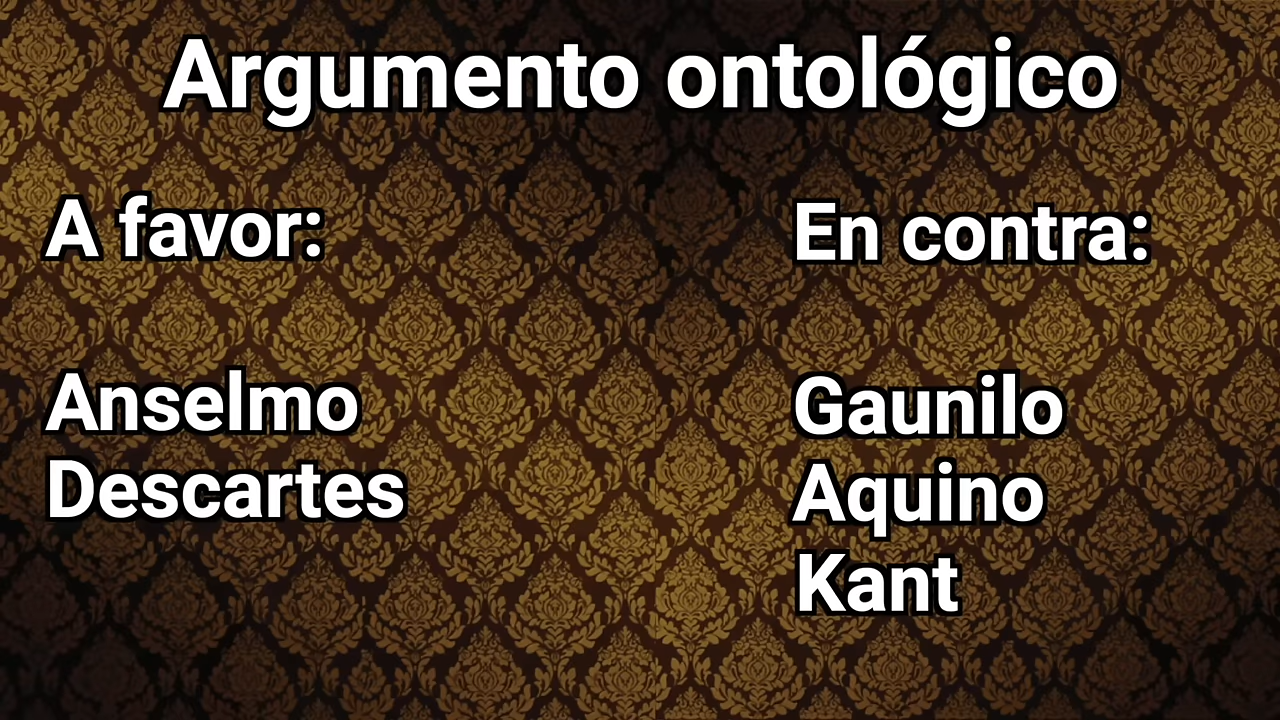 Argumento ontológico
A favor:
Anselmo
Descartes
En contra:
Gaunilo
Aquino
Kant